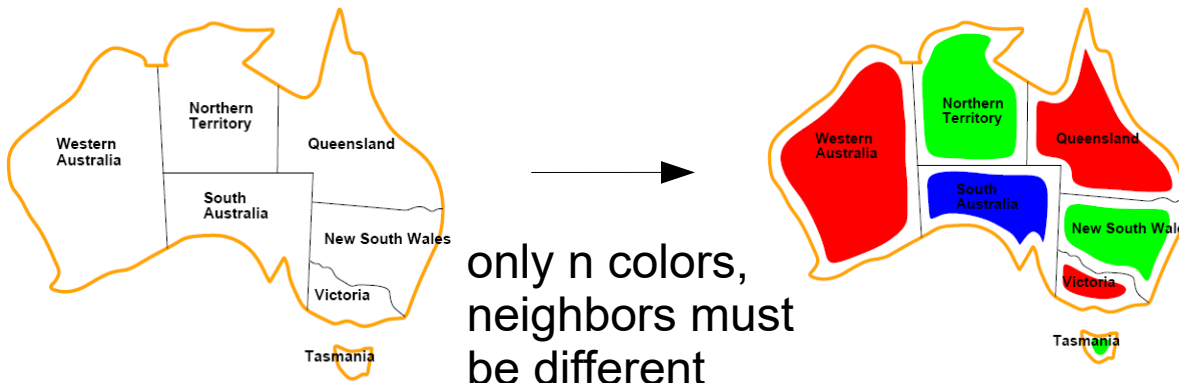 Northern
Territory
Western
Australia
Queensland
South
Australia
New South Wales
Victoria
Tasmania
only n colors,
neighbors must
be different
Northern
Territory
Western
Australia
Queensland
South
Australia
New South Wal
Victoria
Tasmania